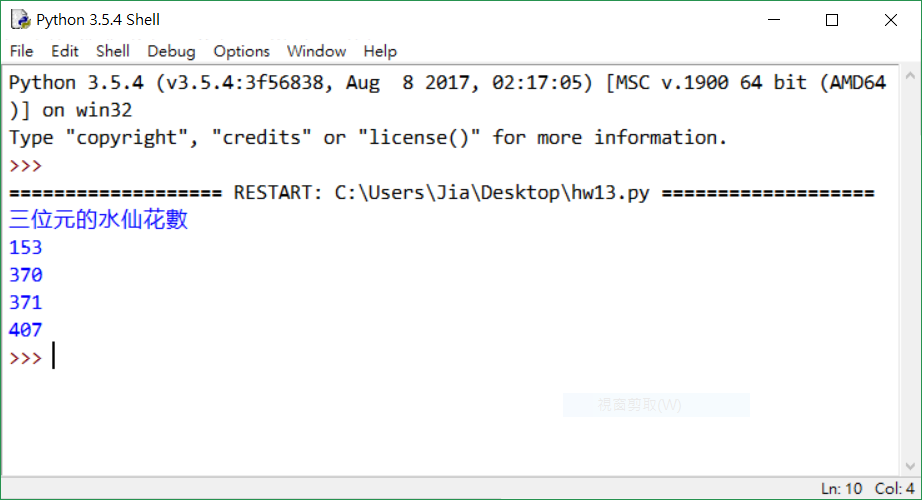 Python 3.5.4 Shell
File Edit Shell Debug Options Window Help
Python 3.5.4 (v3.5.4:3f56838, Aug  8 2017, 02:17:05) [MSC v.1900 64 bit (AMD64
)] on win32
Type "copyright", "credits" or "license()" for more information.
>>>
=================== RESTART: C:\Users\Jia\Desktop\hw13.py ===================
三位元的水仙花數
153
370
371
407
>>>
視窗剪取(W)
Ln: 10 Col: 4